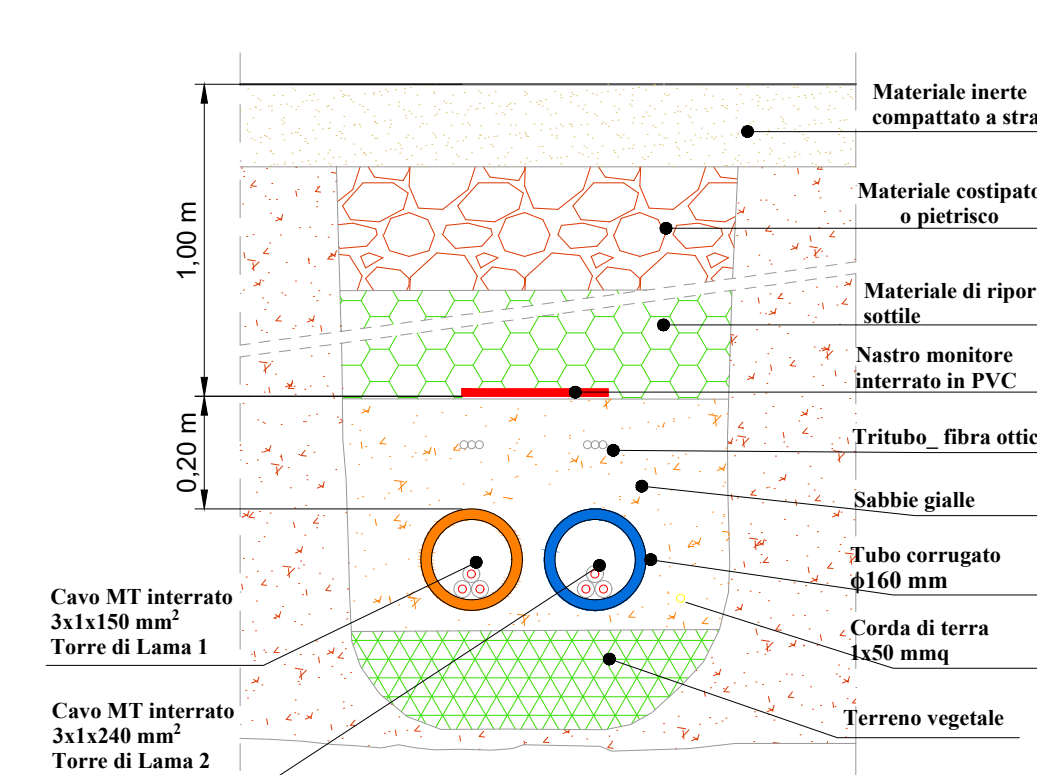 Materiale inerte
compattato a stra
Materiale costipato
o pietrisco
1,00 m
Materiale di ripor
sottile
Nastro monitore
interrato in PVC
0,20 m
Tritubo_ fibra ottic
Sabbie gialle
Tubo corrugato
ϕ160 mm
Cavo MT interrato
3x1x150 mm²
Torre di Lama 1
Corda di terra
1x50 mmq
Cavo MT interrato
3x1x240 mm²
Torre di Lama 2
Terreno vegetale